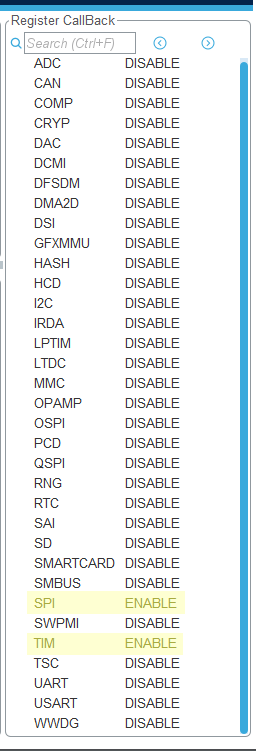 Register CallBack
Search (Ctrl+F)
ADC DISABLE
CAN DISABLE
COMP DISABLE
CRYP DISABLE
DAC DISABLE
DCMI DISABLE
DFSDM DISABLE
DMA2D DISABLE
DSI DISABLE
GFXMMU DISABLE
HASH DISABLE
HCD DISABLE
I2C DISABLE
IRDA DISABLE
LPTIM DISABLE
LTDC DISABLE
MMC DISABLE
OPAMP DISABLE
OSPI DISABLE
PCD DISABLE
QSPI DISABLE
RNG DISABLE
RTC DISABLE
SAI DISABLE
SD DISABLE
SMARTCARD DISABLE
SMBUS DISABLE
SPI ENABLE
SWPMI DISABLE
TIM ENABLE
TSC DISABLE
UART DISABLE
USART DISABLE
WWDG DISABLE